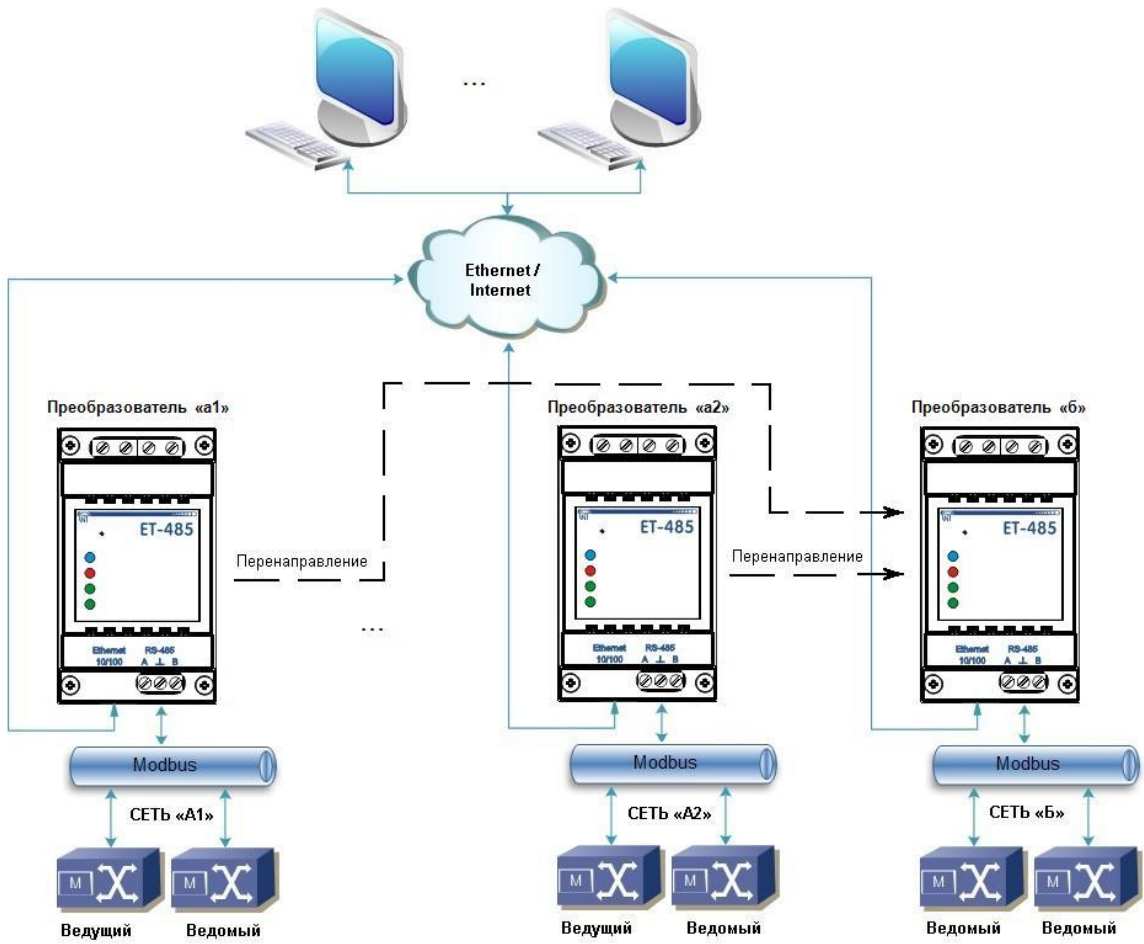 ...
Ethernet /
Internet
Преобразователь «а1»
Преобразователь «а2»
Преобразователь «б»
ET-485
ET-485
ET-485
Перенаправление
Перенаправление
...
Ethernet RS-485
10/100 A ⊥ B
Ethernet RS-485
10/100 A ⊥ B
Ethernet RS-485
10/100 A ⊥ B
Modbus
Modbus
Modbus
СЕТЬ «А1»
СЕТЬ «А2»
СЕТЬ «Б»
M
M
M
M
M
M
Ведущий
Ведомый
Ведущий
Ведомый
Ведомый
Ведомый